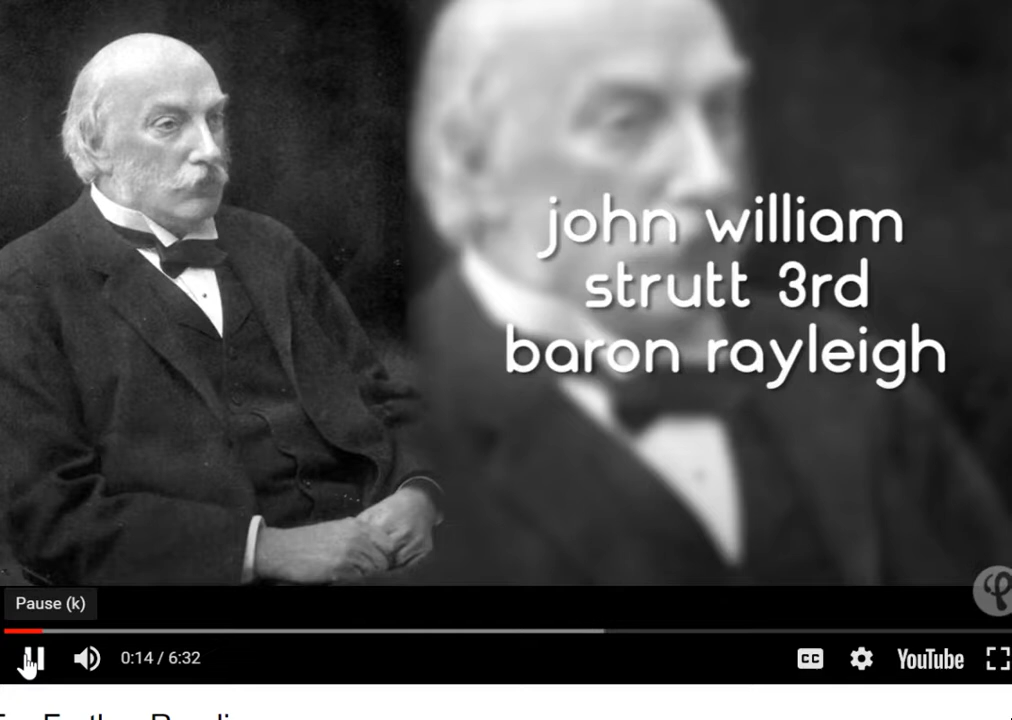 john william
strutt 3rd
baron rayleigh
Pause (k)
0:14 / 6:32
CC
YouTube